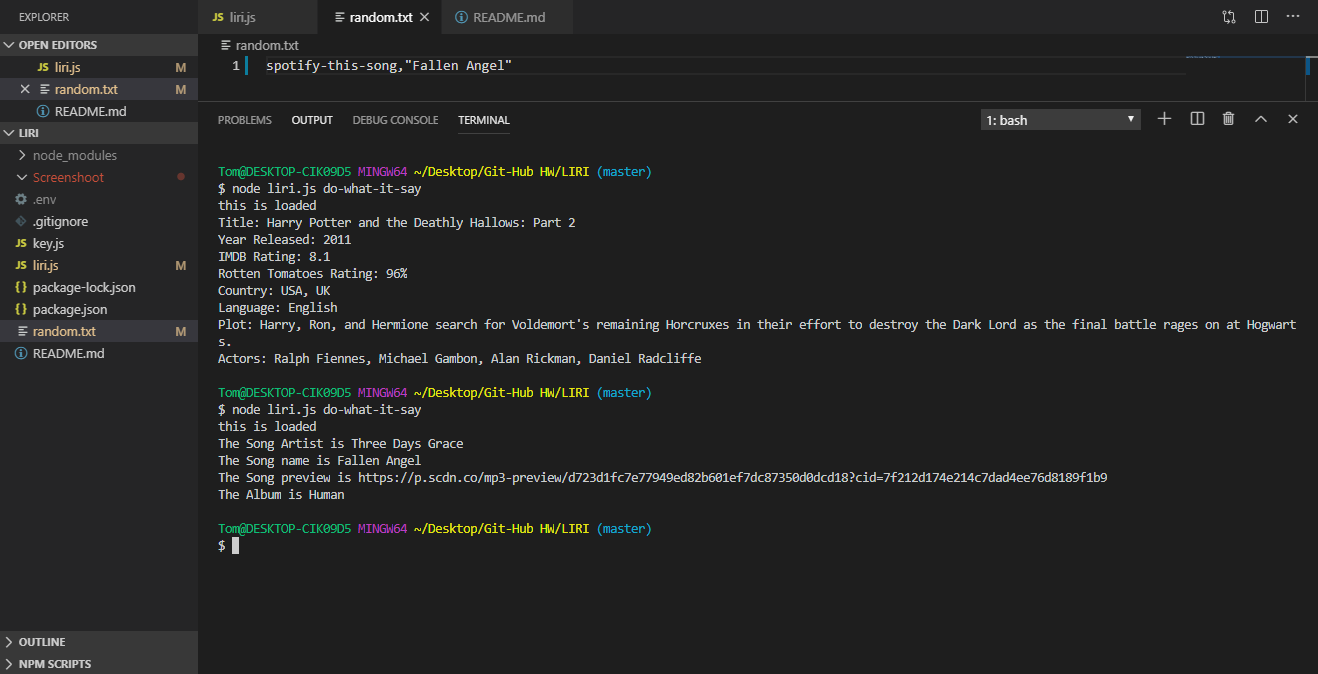 EXPLORER
JS liri.js
random.txt
README.md
OPEN EDITORS
JS liri.js M
random.txt M
README.md
LIRI
node_modules
Screenshoot
.env
.gitignore
JS key.js
JS liri.js M
{} package-lock.json
{} package.json
random.txt M
README.md
OUTLINE
NPM SCRIPTS
random.txt
1 spotify-this-song,"Fallen Angel"
PROBLEMS OUTPUT DEBUG CONSOLE TERMINAL 1: bash
Tom@DESKTOP-CIK09D5 MINGW64 ~/Desktop/Git-Hub HW/LIRI (master)
$ node liri.js do-what-it-say
this is loaded
Title: Harry Potter and the Deathly Hallows: Part 2
Year Released: 2011
IMDB Rating: 8.1
Rotten Tomatoes Rating: 96%
Country: USA, UK
Language: English
Plot: Harry, Ron, and Hermione search for Voldemort's remaining Horcruxes in their effort to destroy the Dark Lord as the final battle rages on at Hogwart
s.
Actors: Ralph Fiennes, Michael Gambon, Alan Rickman, Daniel Radcliffe
Tom@DESKTOP-CIK09D5 MINGW64 ~/Desktop/Git-Hub HW/LIRI (master)
$ node liri.js do-what-it-say
this is loaded
The Song Artist is Three Days Grace
The Song name is Fallen Angel
The Song preview is https://p.scdn.co/mp3-preview/d723d1fc7e77949ed82b601ef7dc87350d0dcd18?cid=7f212d174e214c7dad4ee76d8189f1b9
The Album is Human
Tom@DESKTOP-CIK09D5 MINGW64 ~/Desktop/Git-Hub HW/LIRI (master)
$